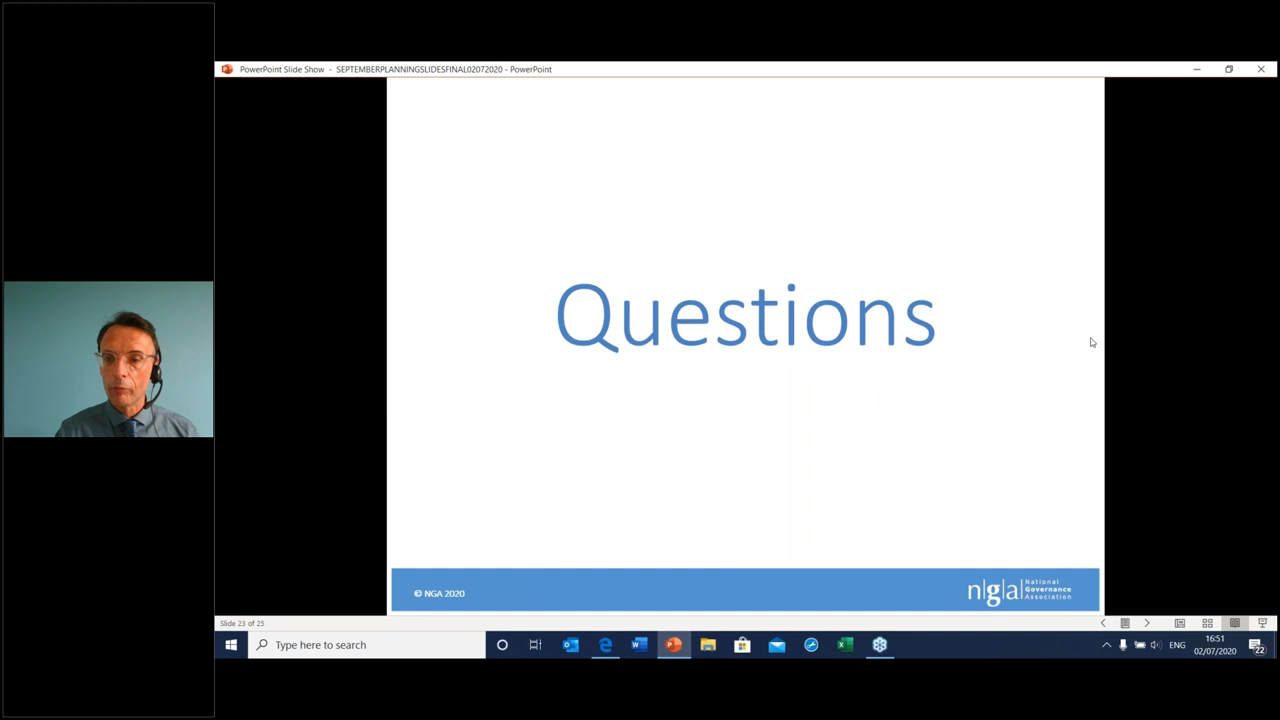 PowerPoint Slide Show - SEPTEMBERPLANNINGSLIDESFINAL02072020 - PowerPoint
Questions
© NGA 2020
n|g|a National
Governance
Association
Slide 23 of 25
Type here to search
ENG
16:51
02/07/2020
22